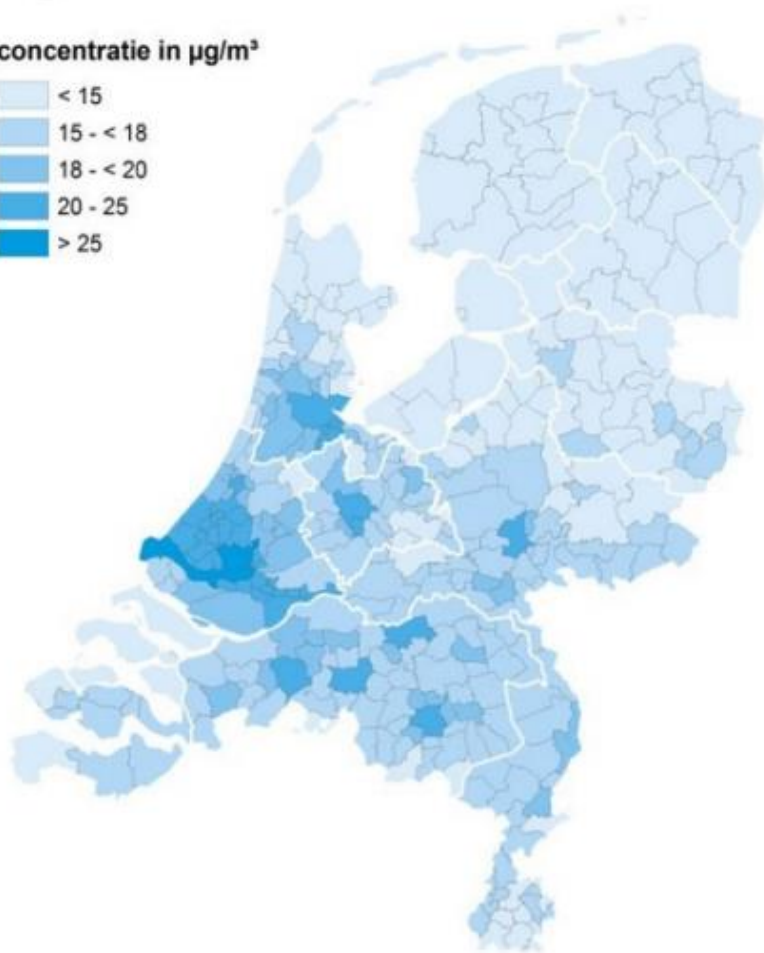 concentratie in µg/m³
< 15
15 - < 18
18 - < 20
20 - 25
> 25